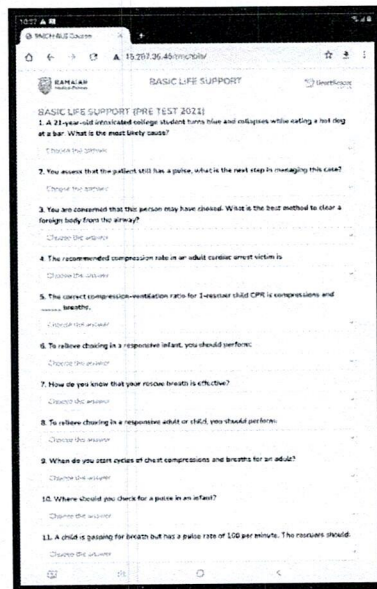 10:27
RMCH-BLS Course
15.207.36.45/rmchbls/
RAMAIAH
BASIC LIFE SUPPORT
BASIC LIFE SUPPORT (PRE TEST 2021)
1. A 21-year-old intoxicated college student turns blue and collapses while eating a hot dog
at a bar. What is the most likely cause?
Choose the answer
2. You assess that the patient still has a pulse, what is the next step in managing this case?
Choose the answer
3. You are concerned that this person may have choked. What is the best method to clear a
foreign body from the airway?
Choose the answer
4. The recommended compression rate in an adult cardiac arrest victim is
Choose the answer
5. The correct compression-ventilation ratio for 1-rescuer child CPR is compressions and
_____ breaths.
Choose the answer
6. To relieve choking in a responsive infant, you should perform:
Choose the answer
7. How do you know that your rescue breath is effective?
Choose the answer
8. To relieve choking in a responsive adult or child, you should perform:
Choose the answer
9. When do you start cycles of chest compressions and breaths for an adult?
Choose the answer
10. Where should you check for a pulse in an infant?
Choose the answer
11. A child is gasping for breath but has a pulse rate of 100 per minute. The rescuers should:
Choose the answer